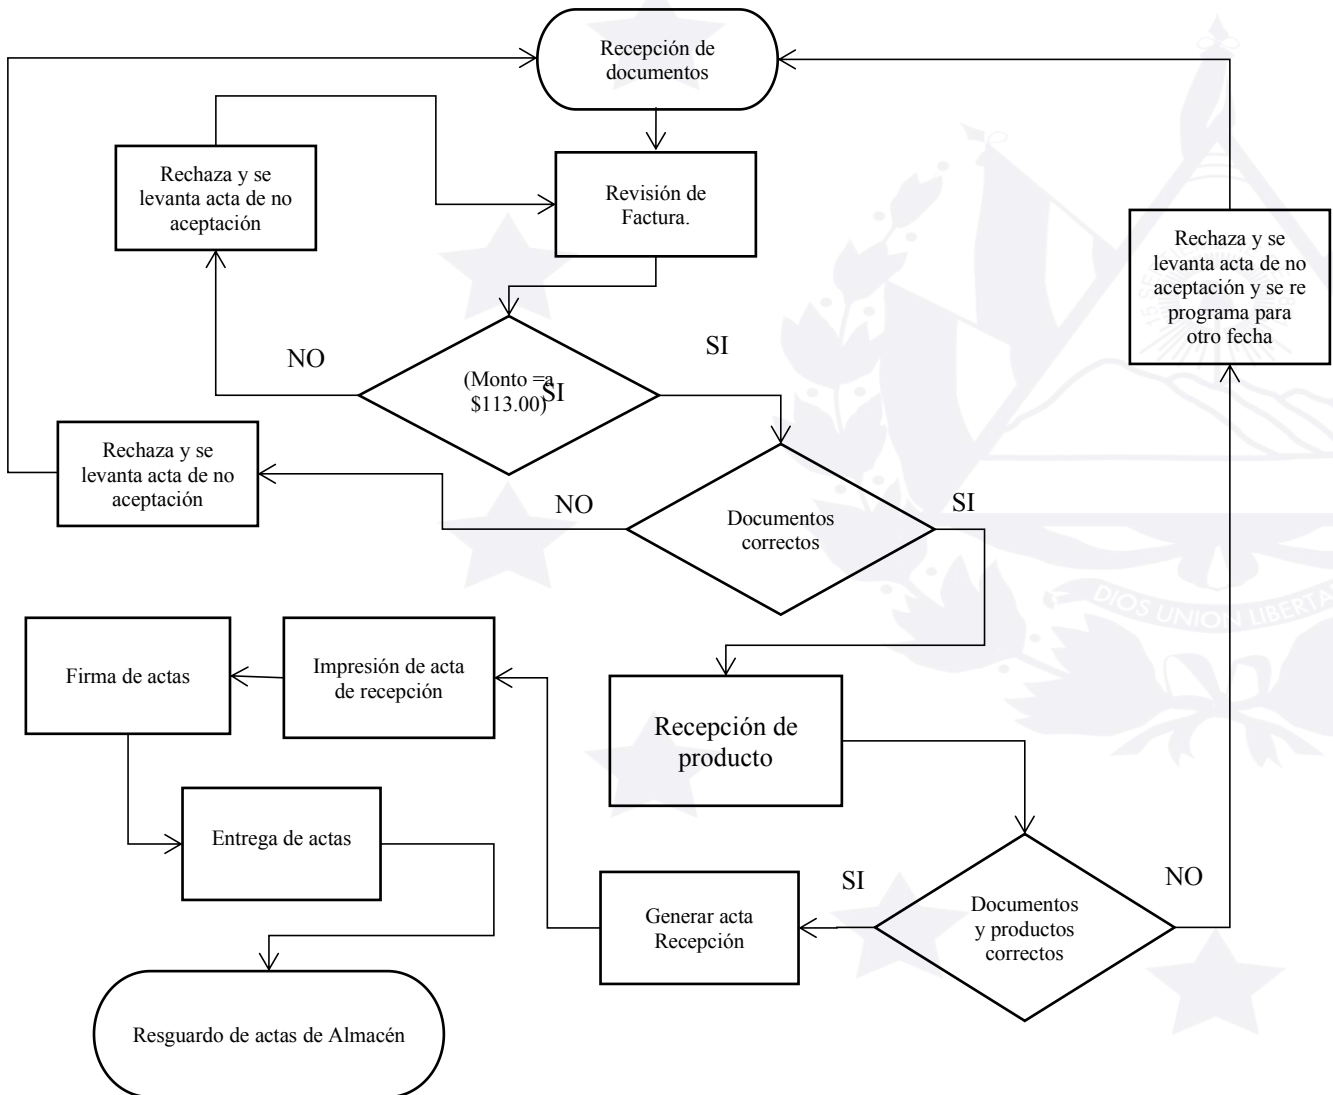 Recepción de
documentos
Rechaza y se
levanta acta de no
aceptación
Revisión de
Factura.
Rechaza y se
levanta acta de no
aceptación y se re
programa para
otro fecha
NO
SI
(Monto =a
SI
$113.00)
Rechaza y se
levanta acta de no
aceptación
NO
SI
Documentos
correctos
DIOS UNION LIBERTA
Firma de actas
Impresión de acta
de recepción
Recepción de
producto
Entrega de actas
SI
NO
Generar acta
Recepción
Documentos
y productos
correctos
Resguardo de actas de Almacén